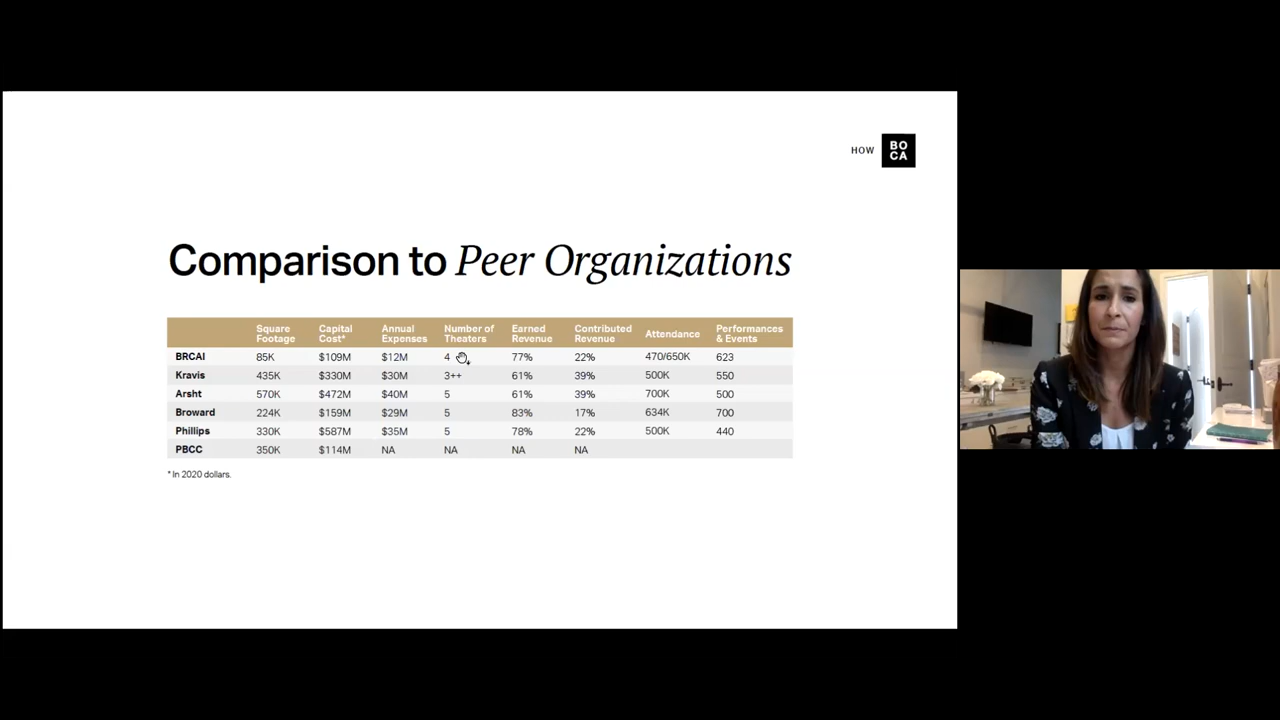 HOW
BO
CA
Comparison to Peer Organizations
Square Footage Capital Cost* Annual Expenses Number of Theaters Earned Revenue Contributed Revenue Attendance Performances & Events
BRCAI 85K $109M $12M 4 77% 22% 470/650K 623
Kravis 435K $330M $30M 3++ 61% 39% 500K 550
Arsht 570K $472M $40M 5 61% 39% 700K 500
Broward 224K $159M $29M 5 83% 17% 634K 700
Phillips 330K $587M $35M 5 78% 22% 500K 440
PBCC 350K $114M NA NA NA NA
* In 2020 dollars.